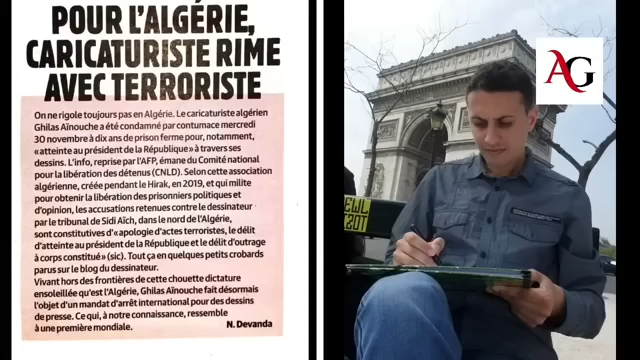 POUR L'ALGÉRIE,
CARICATURISTE RIME
AVEC TERRORISTE
On ne rigole toujours pas en Algérie. Le caricaturiste algérien
Ghilas Aïnouche a été condamné par contumace mercredi
30 novembre à dix ans de prison ferme pour, notamment,
«atteinte au président de la République» à travers ses
dessins. L'info, reprise par l'AFP, émane du Comité national
pour la libération des détenus (CNLD). Selon cette association
algérienne, créée pendant le Hirak, en 2019, et qui milite
pour obtenir la libération des prisonniers politiques et
d'opinion, les accusations retenues contre le dessinateur
par le tribunal de Sidi Aïch, dans le nord de l'Algérie,
sont constitutives d'«apologie d'actes terroristes, le délit
d'atteinte au président de la République et le délit d'outrage
à corps constitué» (sic). Tout ça en quelques petits crobards
parus sur le blog du dessinateur.
Vivant hors des frontières de cette chouette dictature
ensoleillée qu'est l'Algérie, Ghilas Aïnouche fait désormais
l'objet d'un mandat d'arrêt international pour des dessins
de presse. Ce qui, à notre connaissance, ressemble
à une première mondiale. N. Devanda
AG